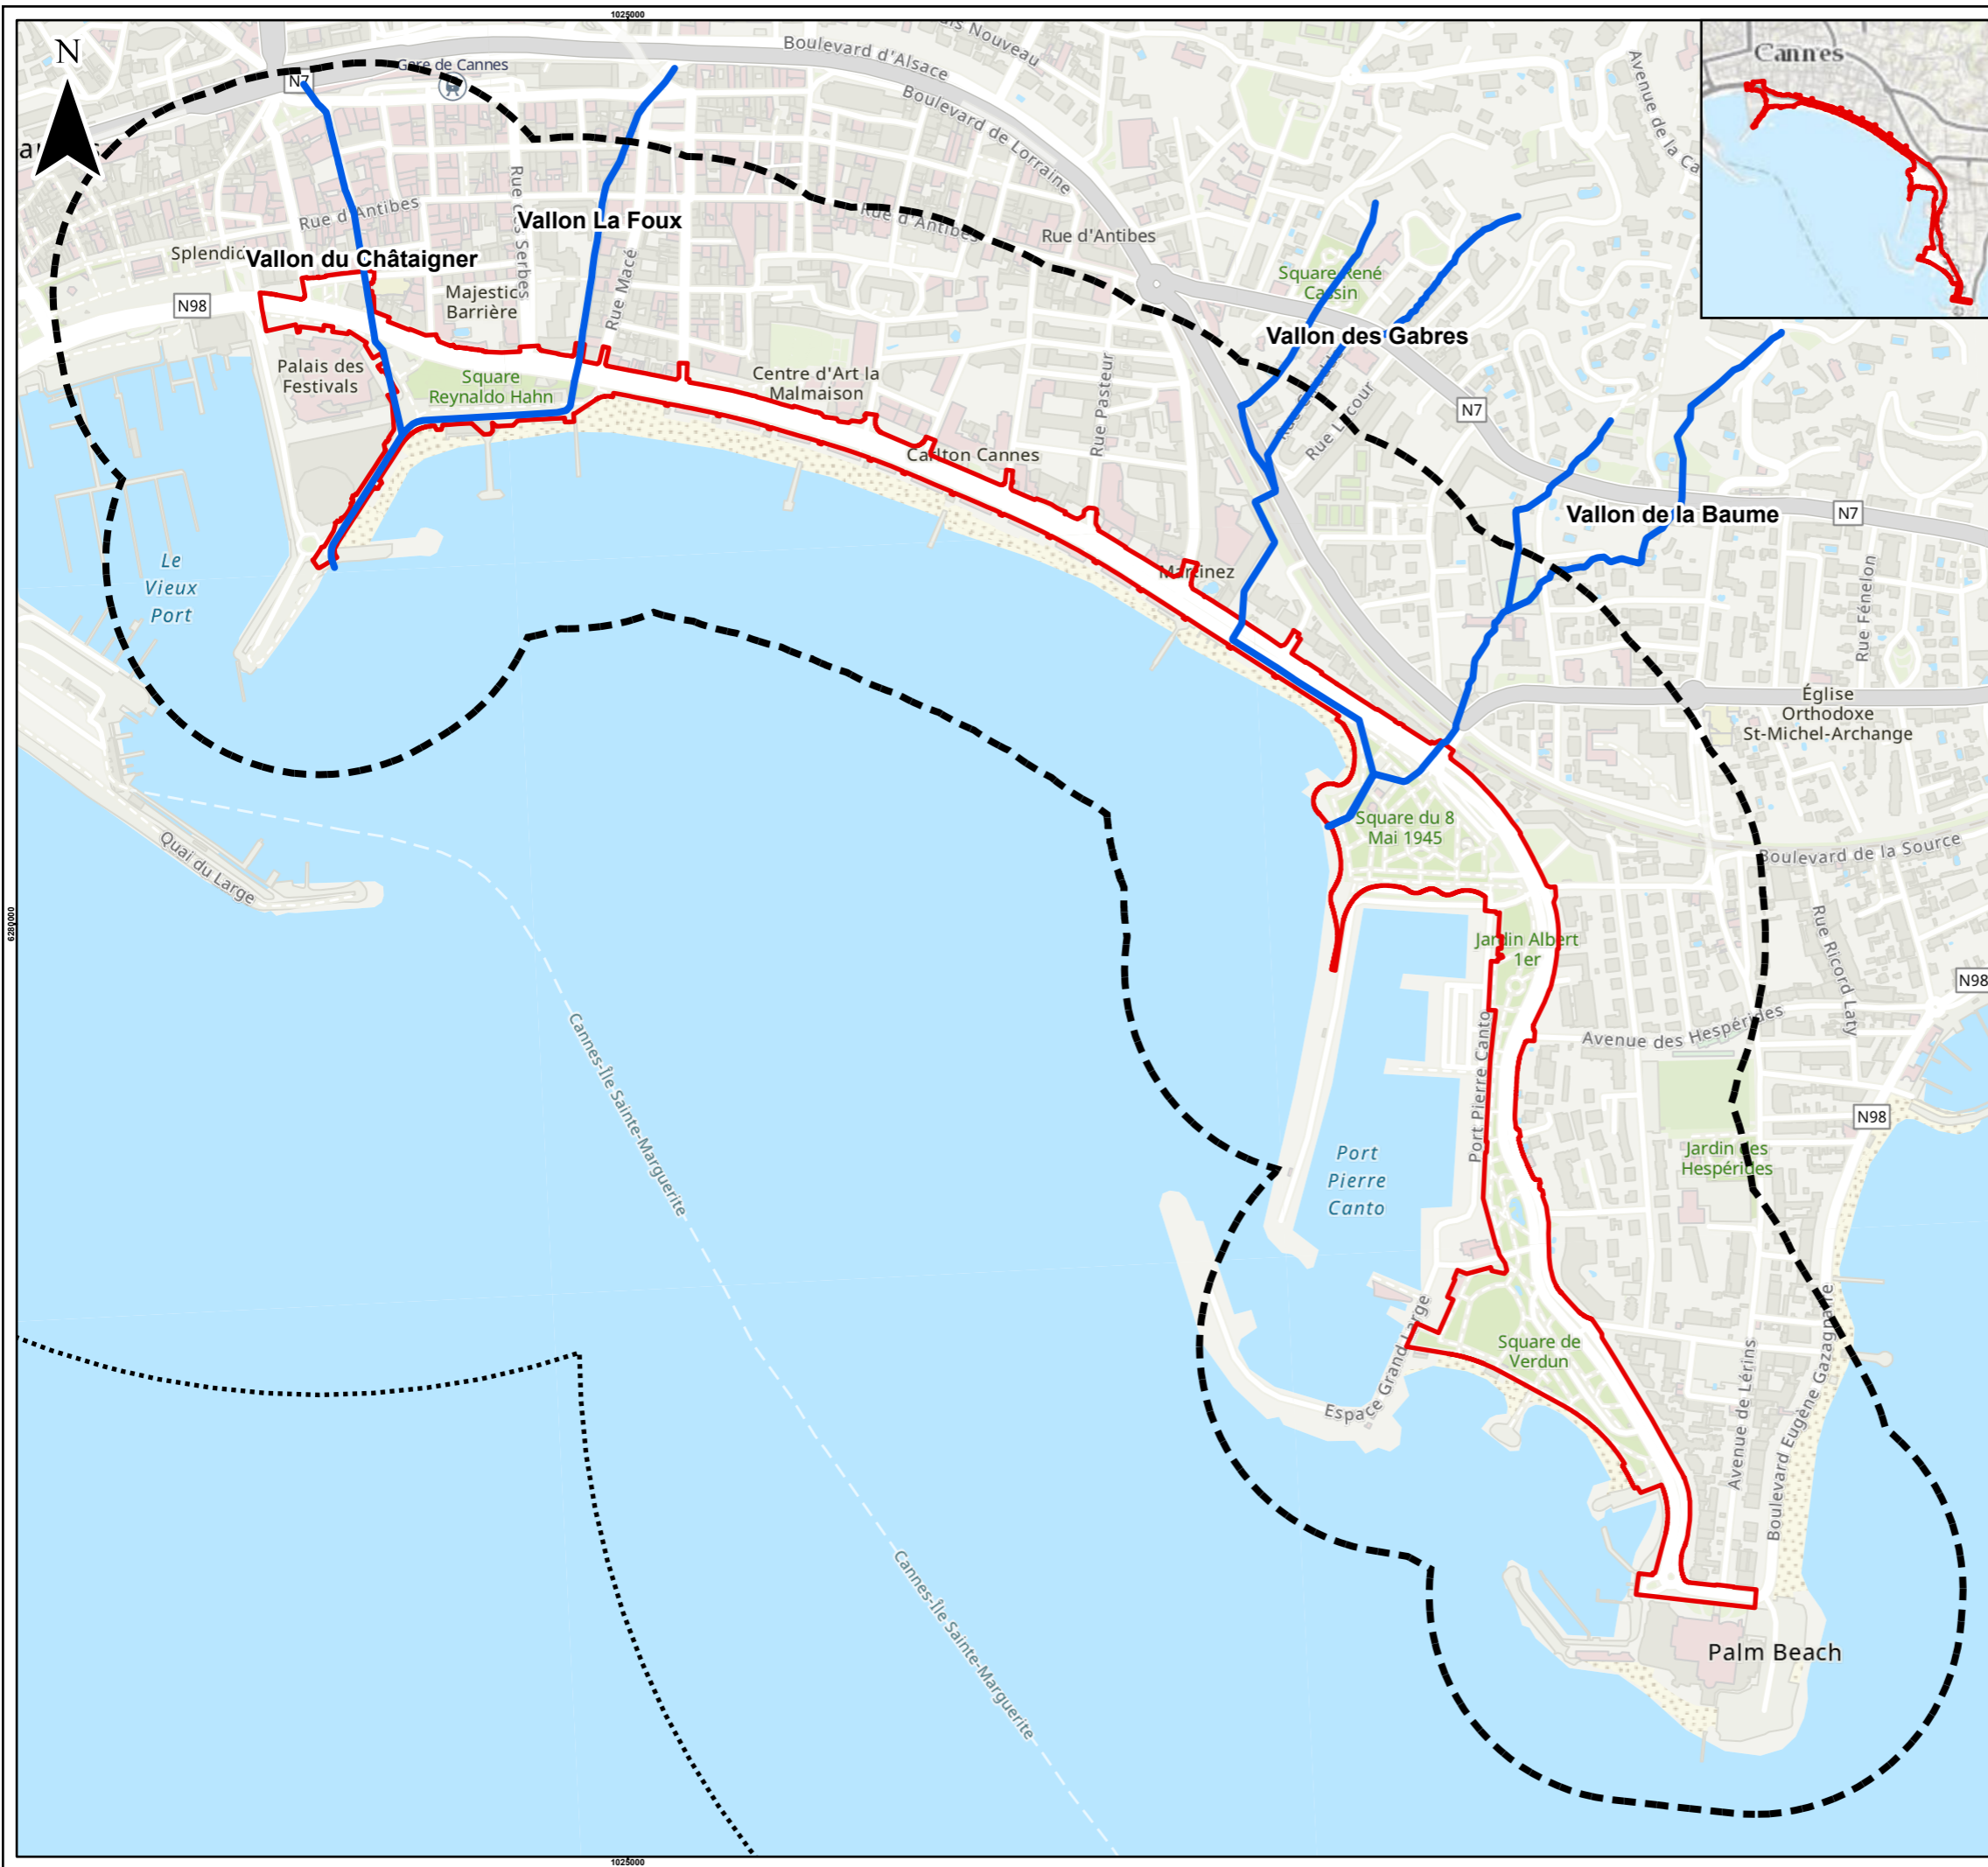 1025000
N
Cannes
Boulevard d'Alsace
Gare de Cannes
N7
Boulevard de Lorraine
Rue d'Antibes
Rue d'Antibes
Rue d'Antibes
Vallon La Foux
Vallon du Châtaigner
Rue Macé
Square René
Cassin
N98
Majestic
Barrière
Vallon des Gabres
Palais des
Festivals
Square
Reynaldo Hahn
Centre d'Art la
Malmaison
Rue Pasteur
N7
Rue Lacour
Carlton Cannes
Vallon de la Baume
N7
Le
Vieux
Port
Martinez
Rue Fénelon
Église
Orthodoxe
St-Michel-Archange
Square du 8
Mai 1945
Boulevard de la Source
Quai du Large
6280000
Jardin Albert
1er
Rue Ricord Laty
N98
Avenue des Hespérides
Cannes-Île Sainte-Marguerite
Port Pierre Canto
N98
Port
Pierre
Canto
Jardin des
Hespérides
Espace Grand Large
Square de
Verdun
Avenue de Lérins
Boulevard Eugène Gazagnaire
Cannes-Île Sainte-Marguerite
Palm Beach
1025000